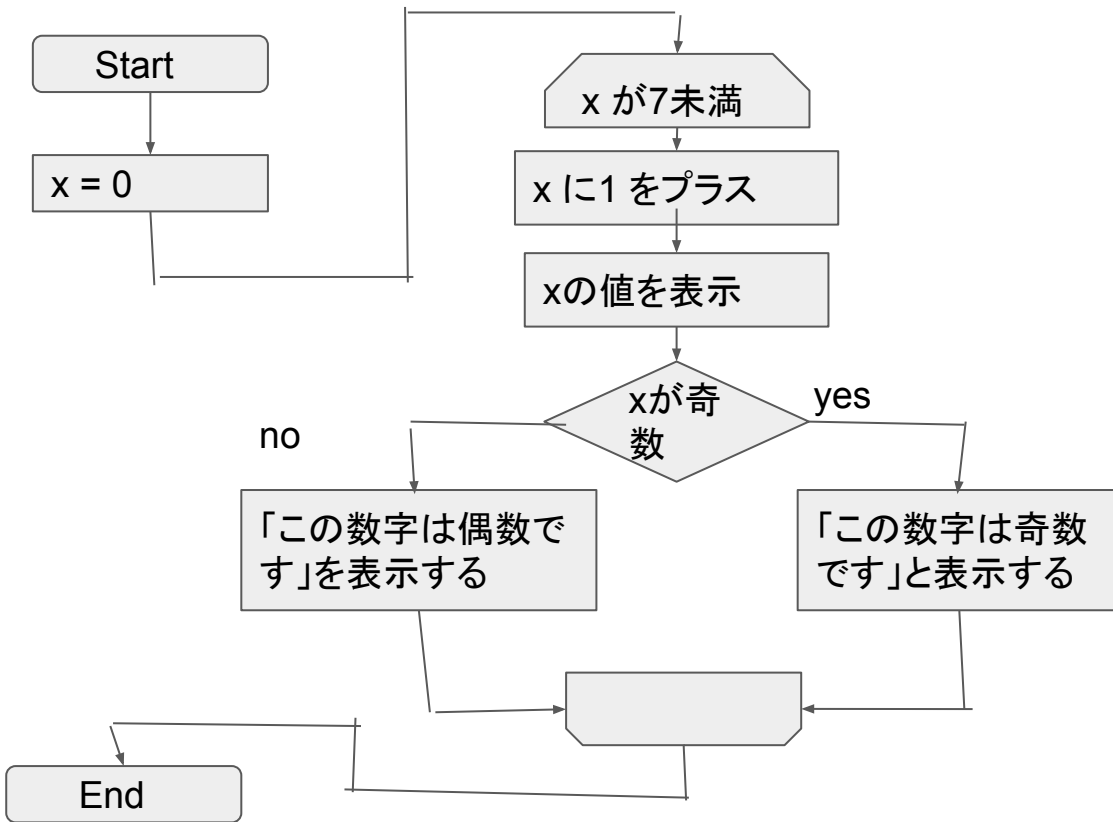 Start
x = 0
x が7未満
x に1 をプラス
xの値を表示
xが奇
数
yes
no
「この数字は偶数で
す」を表示する
「この数字は奇数
です」と表示する
End